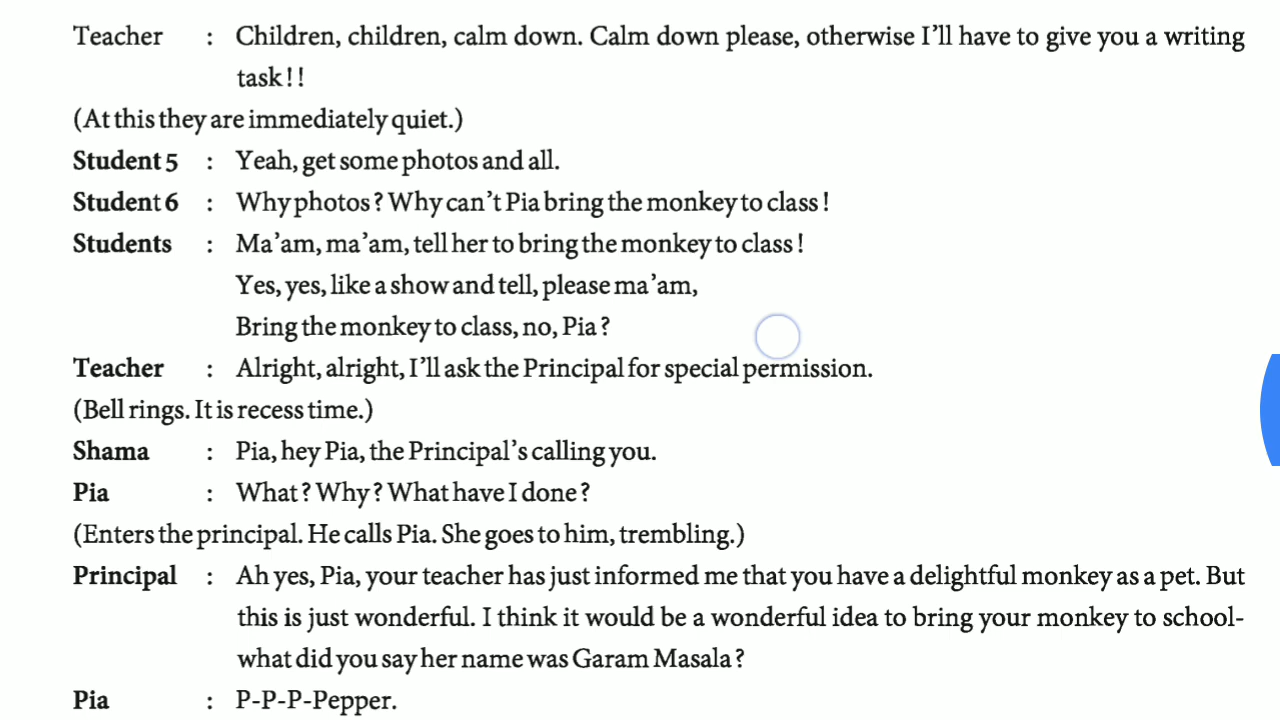 Teacher : Children, children, calm down. Calm down please, otherwise I'll have to give you a writing
task!!
(At this they are immediately quiet.)
Student 5 : Yeah, get some photos and all.
Student 6 : Why photos? Why can't Pia bring the monkey to class!
Students : Ma'am, ma'am, tell her to bring the monkey to class!
Yes, yes, like a show and tell, please ma'am,
Bring the monkey to class, no, Pia?
Teacher : Alright, alright, I'll ask the Principal for special permission.
(Bell rings. It is recess time.)
Shama : Pia, hey Pia, the Principal's calling you.
Pia : What? Why? What have I done?
(Enters the principal. He calls Pia. She goes to him, trembling.)
Principal : Ah yes, Pia, your teacher has just informed me that you have a delightful monkey as a pet. But
this is just wonderful. I think it would be a wonderful idea to bring your monkey to school-
what did you say her name was Garam Masala?
Pia : P-P-P-Pepper.